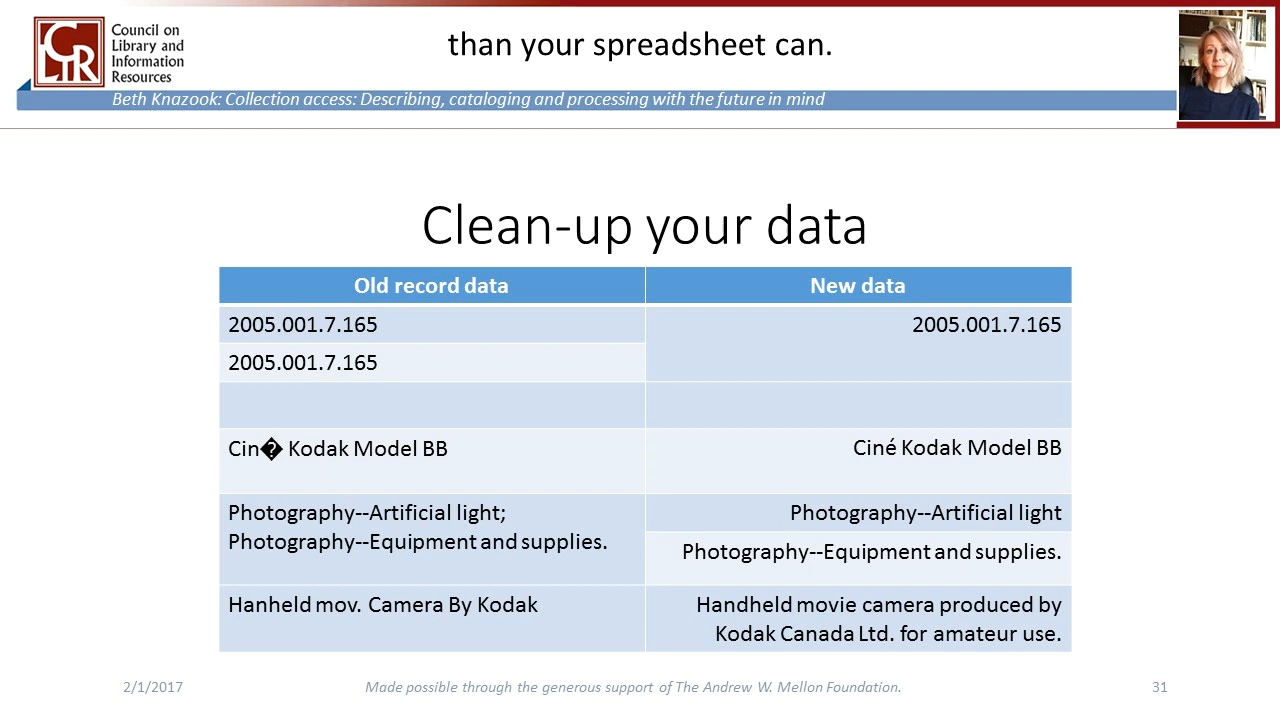 CLIR
Council on
Library and
Information
Resources
than your spreadsheet can.
Beth Knazook: Collection access: Describing, cataloging and processing with the future in mind
Clean-up your data
Old record data
New data
2005.001.7.165
2005.001.7.165
2005.001.7.165
Cin� Kodak Model BB
Ciné Kodak Model BB
Photography--Artificial light;
Photography--Equipment and supplies.
Photography--Artificial light
Photography--Equipment and supplies.
Hanheld mov. Camera By Kodak
Handheld movie camera produced by
Kodak Canada Ltd. for amateur use.
2/1/2017
Made possible through the generous support of The Andrew W. Mellon Foundation.
31